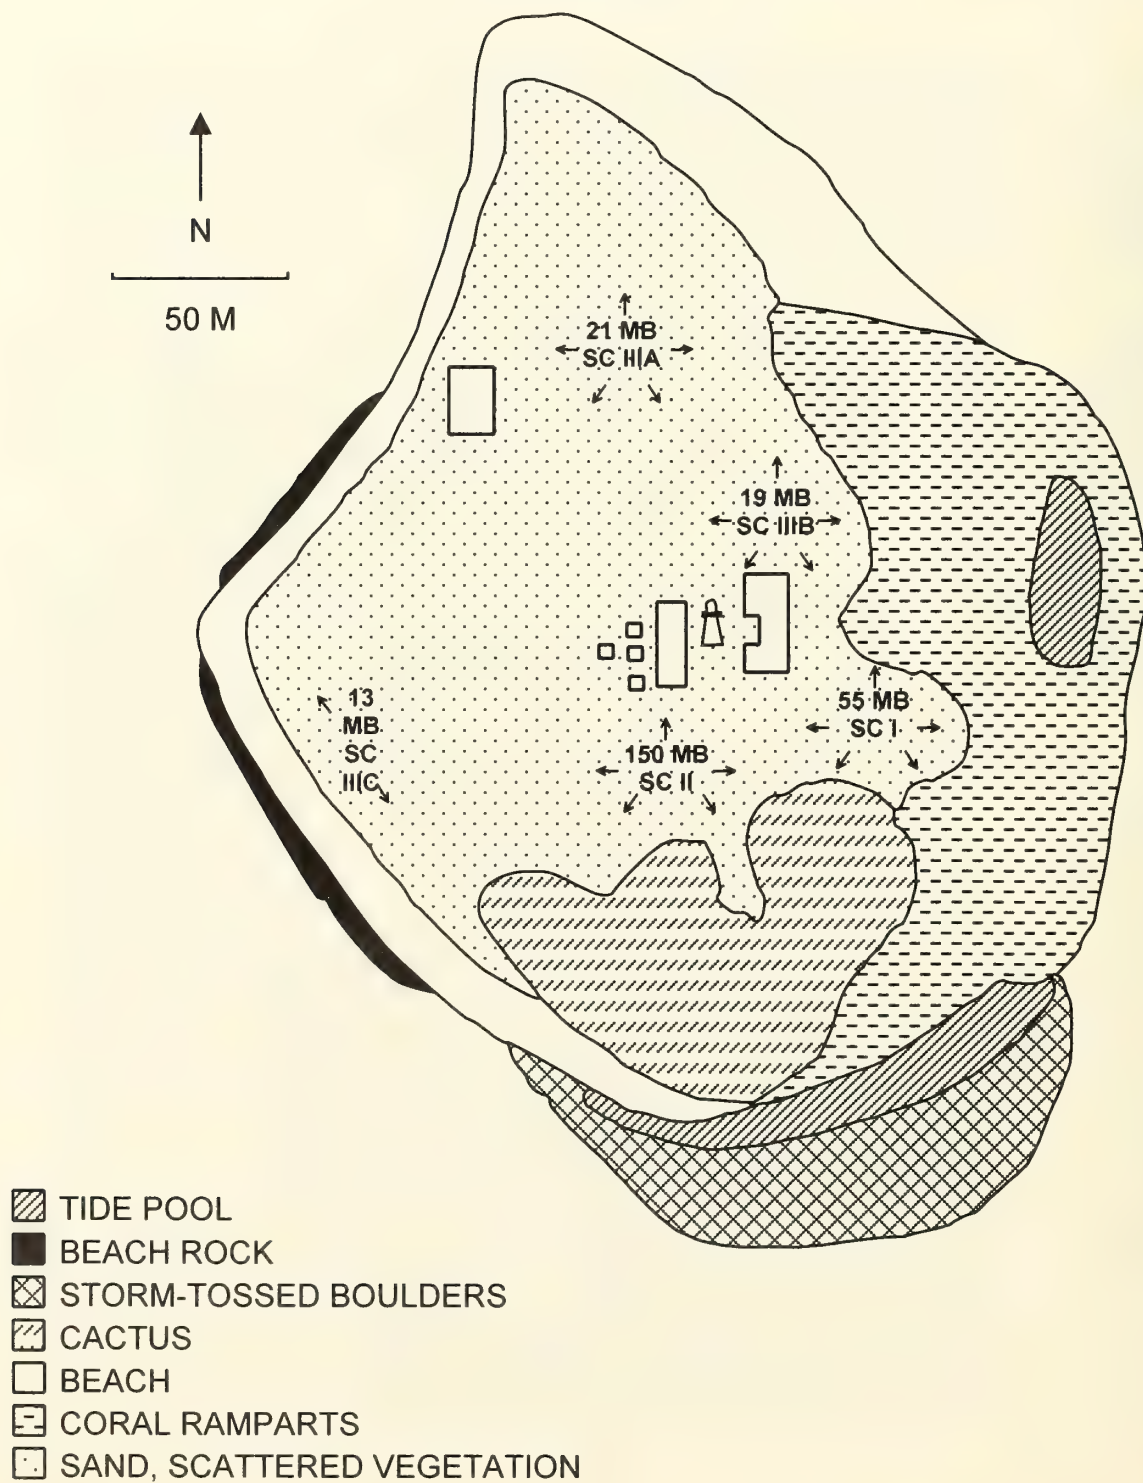 N
50 M
21 MB
SC IIIA
19 MB
SC IIIB
55 MB
SC I
13
MB
SC
IIIC
150 MB
SC II
TIDE POOL
BEACH ROCK
STORM-TOSSED BOULDERS
CACTUS
BEACH
CORAL RAMPARTS
SAND, SCATTERED VEGETATION